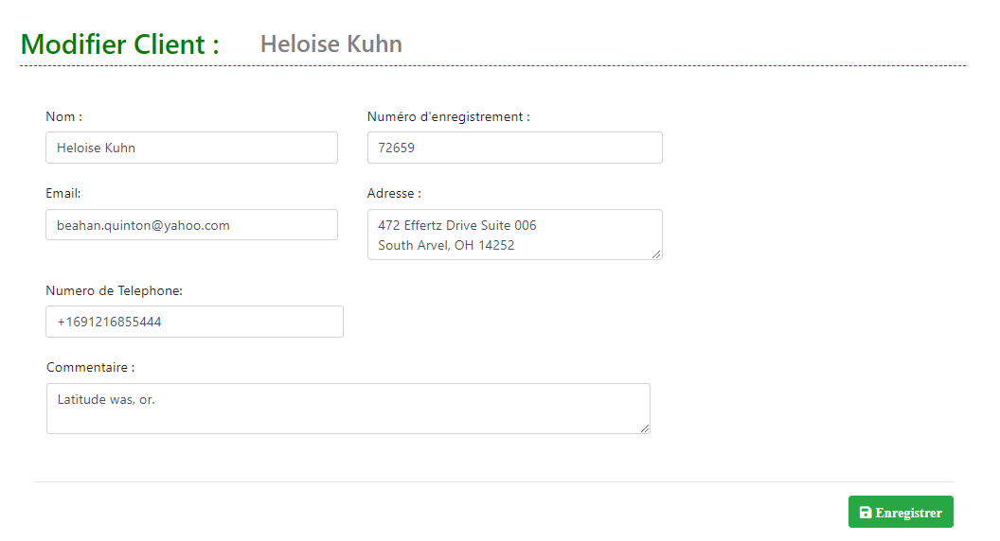 Modifier Client : Heloise Kuhn
Nom :
Heloise Kuhn
Numéro d'enregistrement :
72659
Email:
beahan.quinton@yahoo.com
Adresse :
472 Effertz Drive Suite 006
South Arvel, OH 14252
Numero de Telephone:
+1691216855444
Commentaire :
Latitude was, or.
Enregistrer